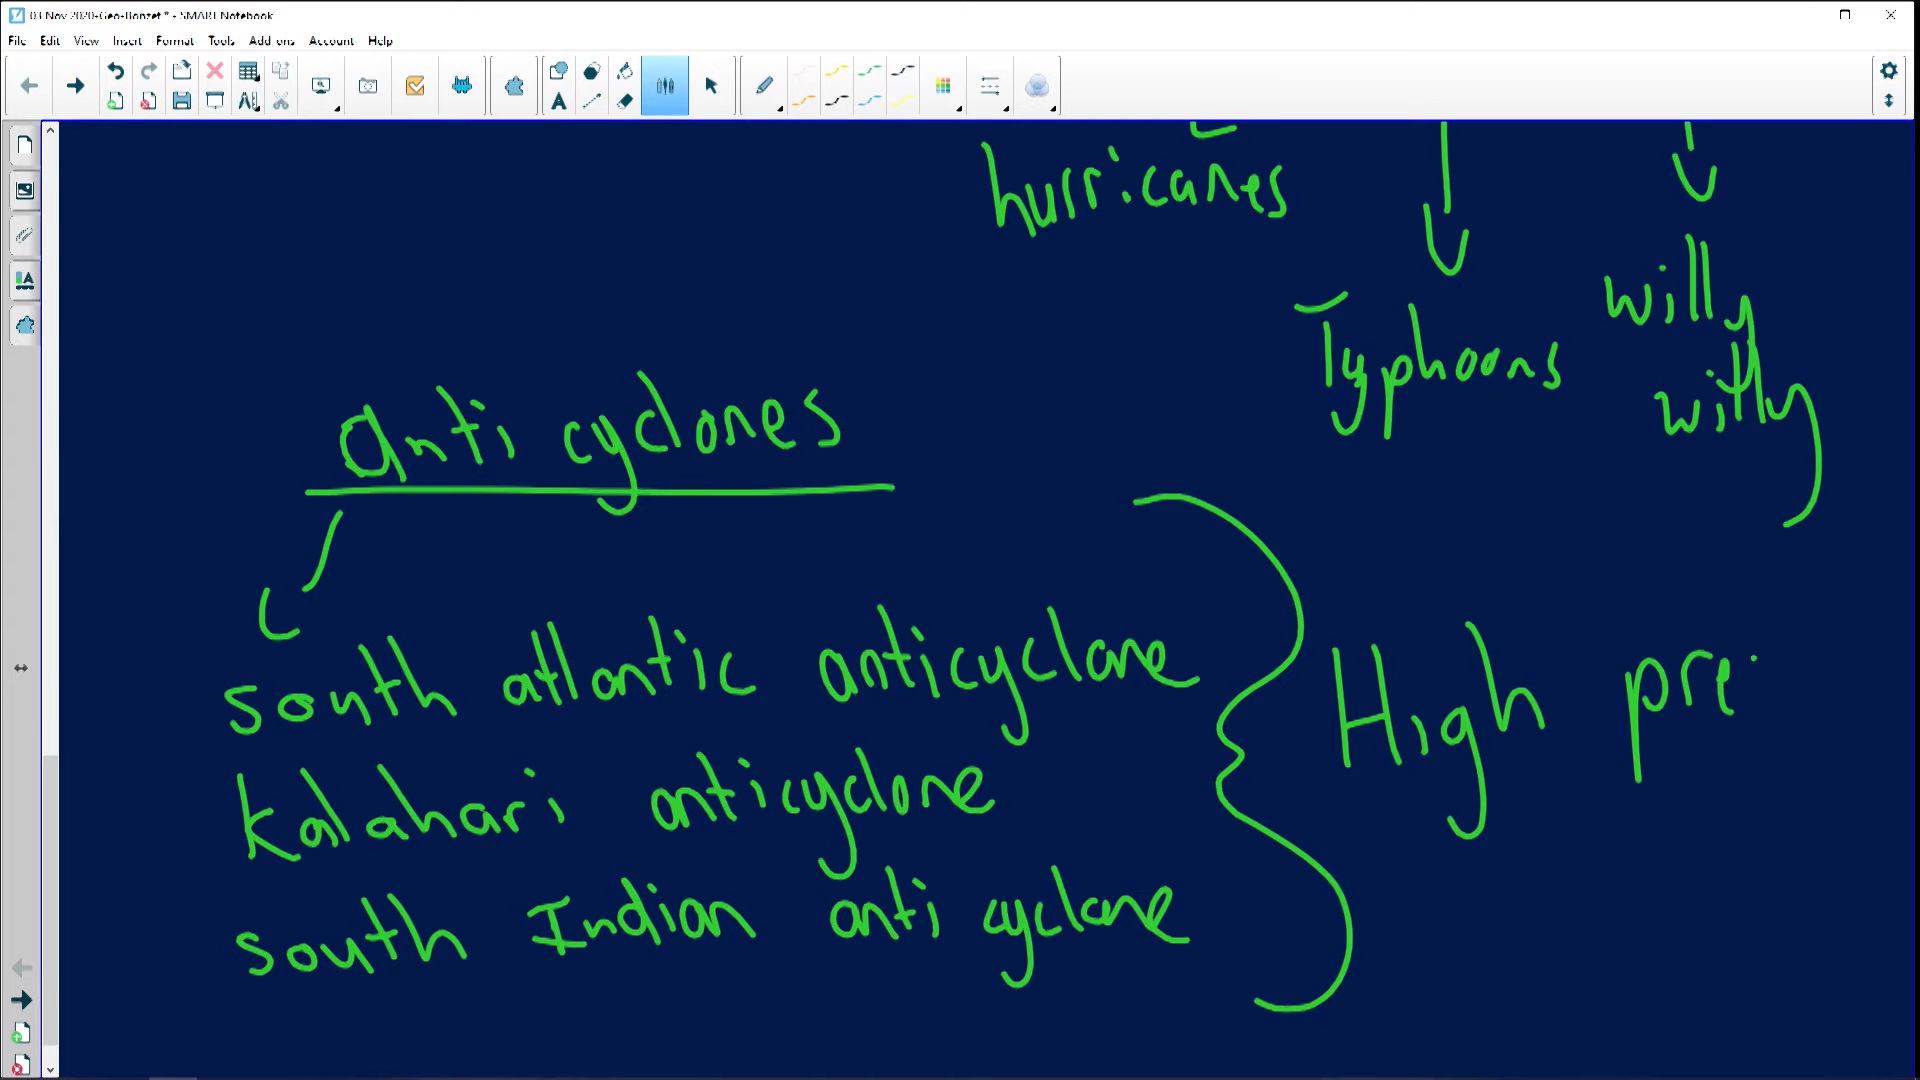 03 Nov 2020-Geo-Bonzet * - SMART Notebook
File Edit View Insert Format Tools Add-ons Account Help
hurricanes
Typhoons
willy
willy
Anti cyclones
south atlantic anticyclone
kalahari anticyclone
south Indian anti cyclone
High pre